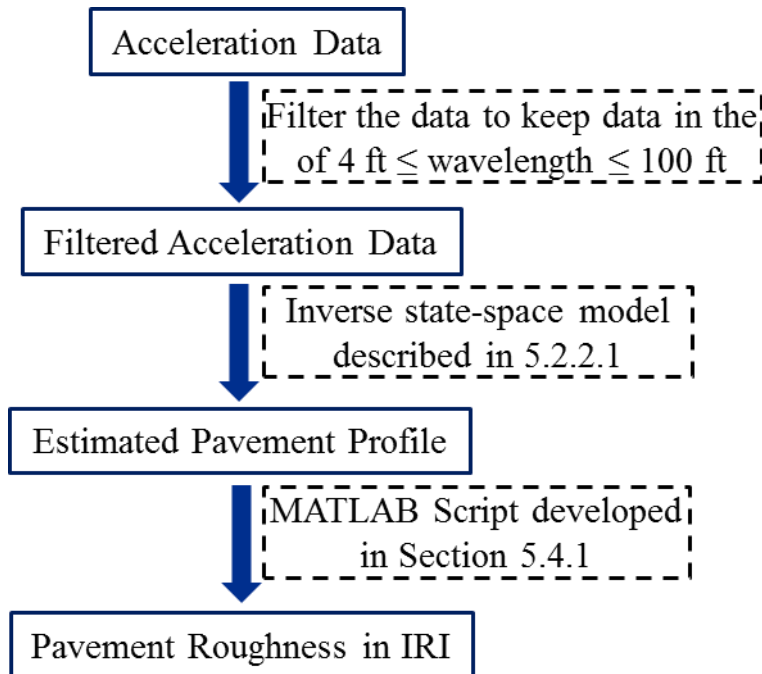 Acceleration Data
Filter the data to keep data in the
of 4 ft ≤ wavelength ≤ 100 ft
Filtered Acceleration Data
Inverse state-space model
described in 5.2.2.1
Estimated Pavement Profile
MATLAB Script developed
in Section 5.4.1
Pavement Roughness in IRI